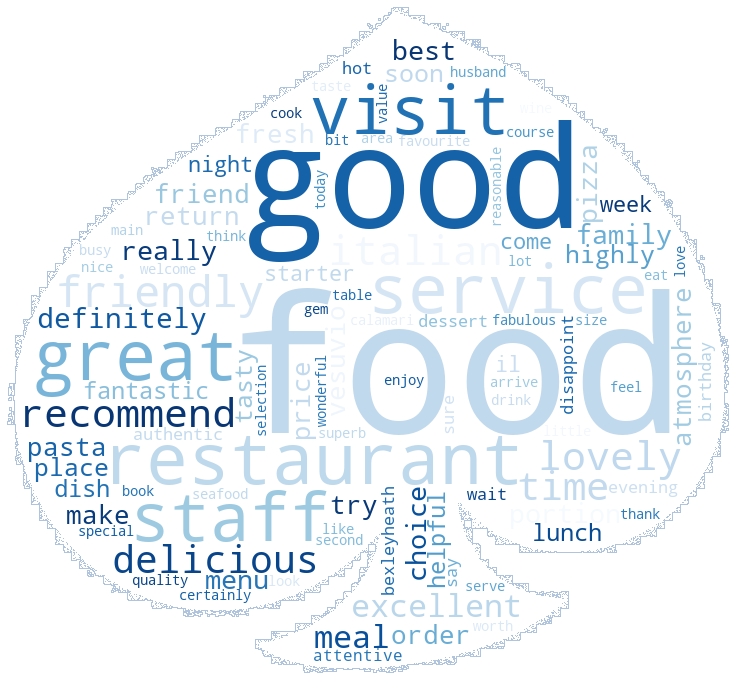 best
hot
soon
husband
taste
value
visit
wine
cook
fresh
bit
area
favourite
course
good
night
today
reasonable
pizza
friend
return
week
think
main
really
italian
come
family
busy
nice
welcome
starter
lot
highly
love
eat
friendly
service
table
gem
definitely
vesuvio
calamari
dessert
fabulous
size
disappoint
atmosphere
great
food
birthday
fantastic
tasty
selection
price
wonderful
enjoy
il
arrive
drink
feel
recommend
authentic
superb
sure
little
pasta
restaurant
lovely
place
dish
book
seafood
staff
try
bexleyheath
choice
helpful
wait
time
evening
make
special
like
second
portion
thank
lunch
delicious
say
quality
menu
look
certainly
serve
excellent
meal
order
worth
attentive